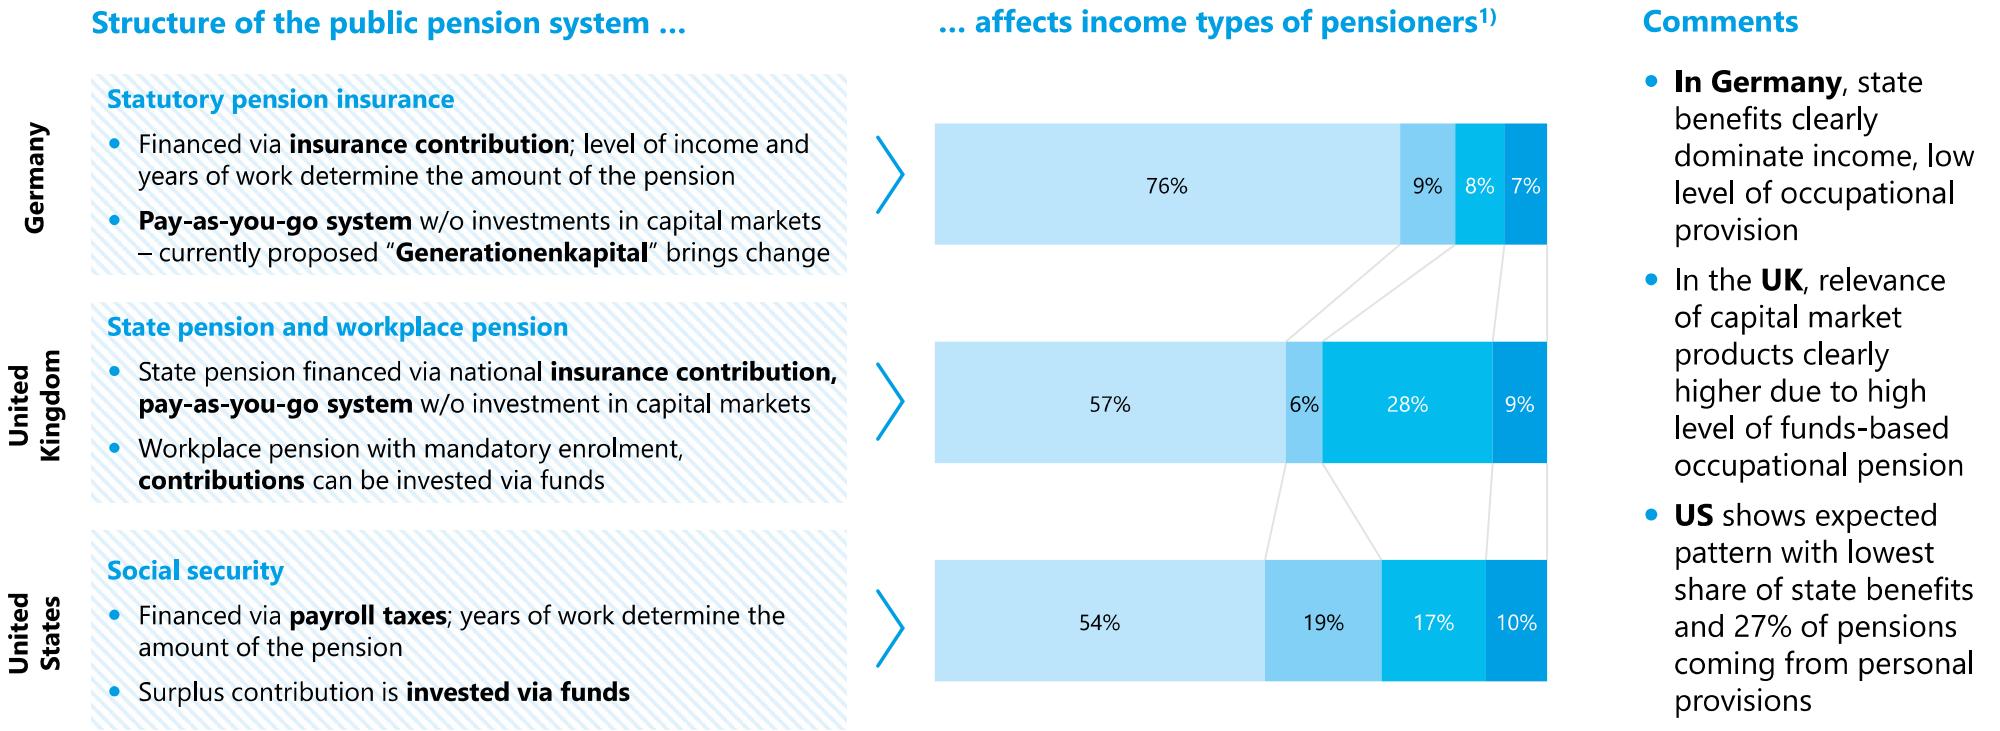 Structure of the public pension system ...
... affects income types of pensioners1)
Comments
Germany
Statutory pension insurance
• Financed via insurance contribution; level of income and
years of work determine the amount of the pension
• Pay-as-you-go system w/o investments in capital markets
– currently proposed “Generationenkapital” brings change
76% 9% 8% 7%
United
Kingdom
State pension and workplace pension
• State pension financed via national insurance contribution,
pay-as-you-go system w/o investment in capital markets
• Workplace pension with mandatory enrolment,
contributions can be invested via funds
57% 6% 28% 9%
United
States
Social security
• Financed via payroll taxes; years of work determine the
amount of the pension
• Surplus contribution is invested via funds
54% 19% 17% 10%
• In Germany, state
benefits clearly
dominate income, low
level of occupational
provision
• In the UK, relevance
of capital market
products clearly
higher due to high
level of funds-based
occupational pension
• US shows expected
pattern with lowest
share of state benefits
and 27% of pensions
coming from personal
provisions